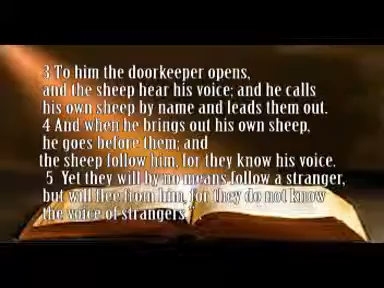 3 To him the doorkeeper opens,
and the sheep hear his voice; and he calls
his own sheep by name and leads them out.
4 And when he brings out his own sheep,
he goes before them; and
the sheep follow him, for they know his voice.
5 Yet they will by no means follow a stranger,
but will flee from him, for they do not know
the voice of strangers"